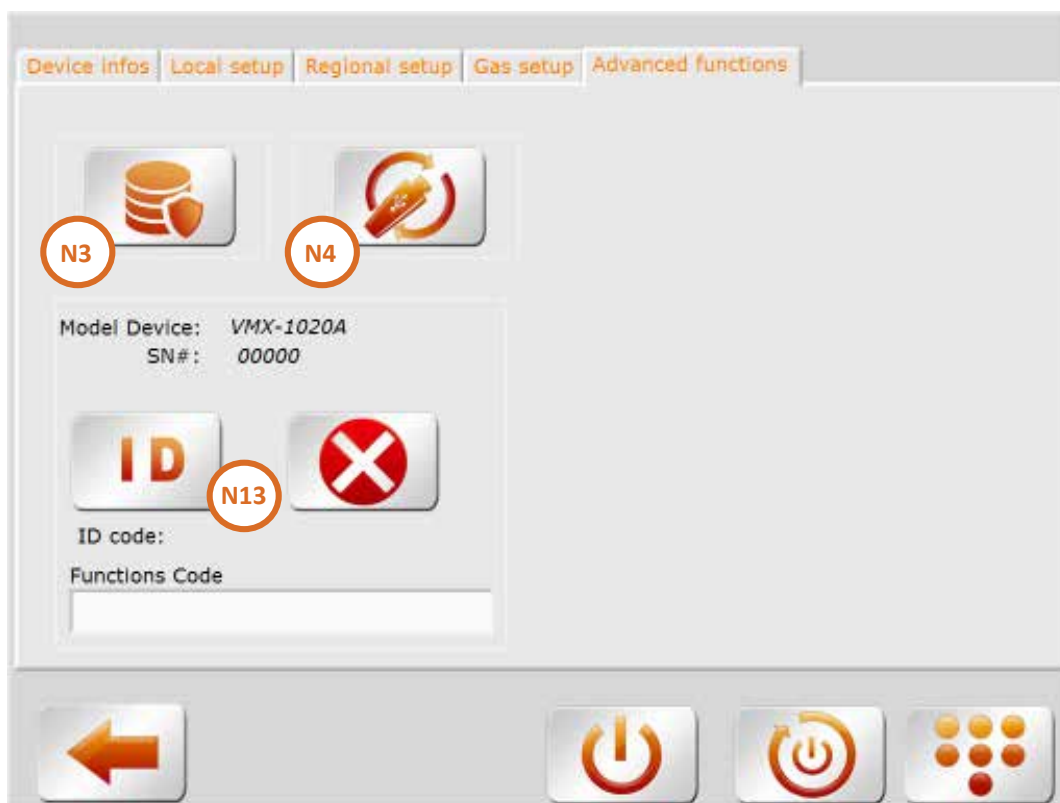 Device infos Local setup Regional setup Gas setup Advanced functions
N3 N4
Model Device: VMX-1020A
SN#: 00000
ID
N13
ID code:
Functions Code